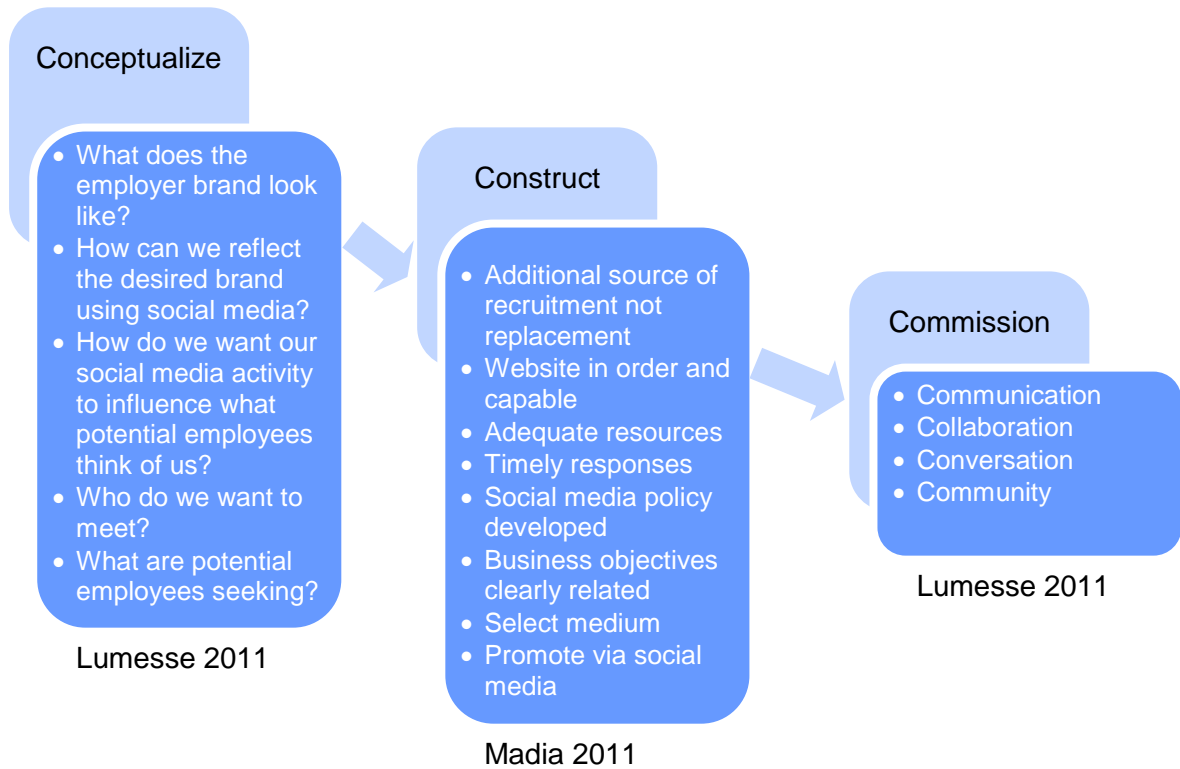 Conceptualize
• What does the
employer brand look
like?
• How can we reflect
the desired brand
using social media?
• How do we want our
social media activity
to influence what
potential employees
think of us?
• Who do we want to
meet?
• What are potential
employees seeking?
Lumesse 2011
Construct
• Additional source of
recruitment not
replacement
• Website in order and
capable
• Adequate resources
• Timely responses
• Social media policy
developed
• Business objectives
clearly related
• Select medium
• Promote via social
media
Madia 2011
Commission
• Communication
• Collaboration
• Conversation
• Community
Lumesse 2011